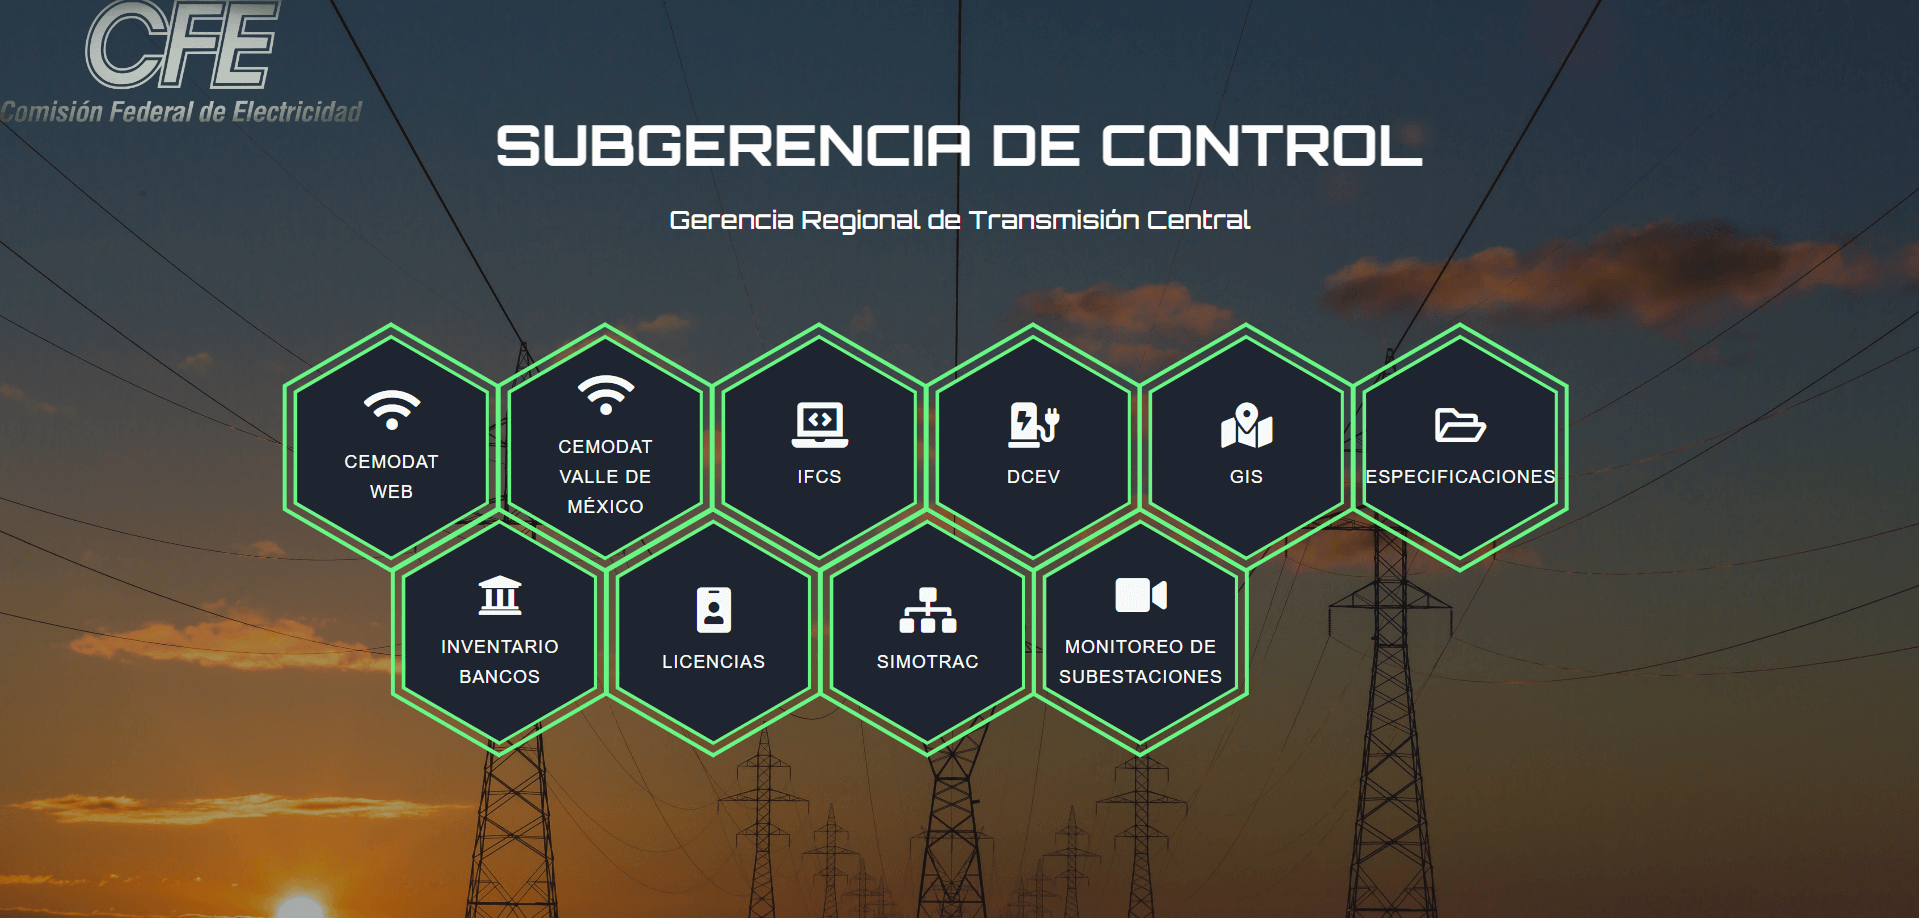 CFE
Comisión Federal de Electricidad
SUBGERENCIA DE CONTROL
Gerencia Regional de Transmisión Central
CEMODAT
WEB
CEMODAT
VALLE DE
MÉXICO
IFCS
DCEV
GIS
ESPECIFICACIONES
INVENTARIO
BANCOS
LICENCIAS
SIMOTRAC
MONITOREO DE
SUBESTACIONES